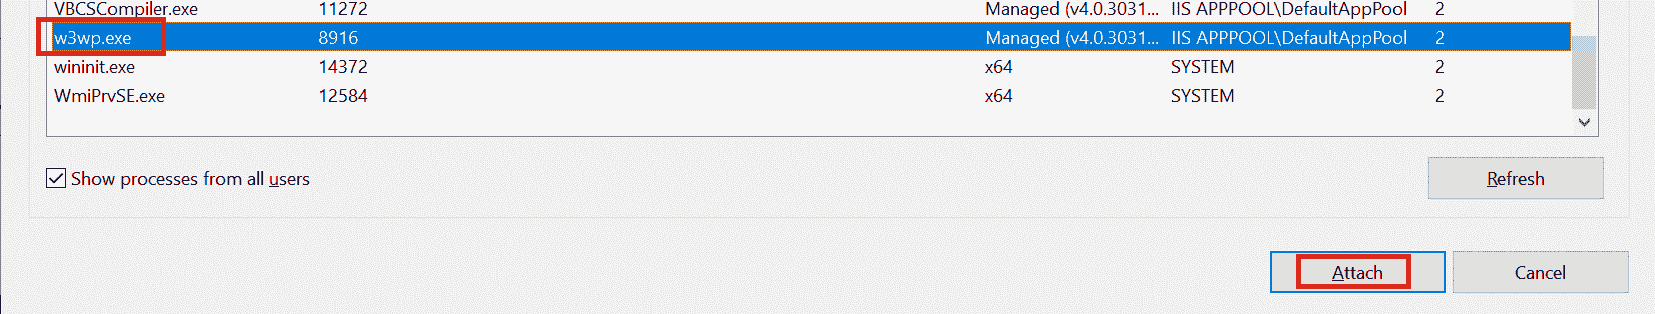 VBCSCompiler.exe 11272 Managed (v4.0.3031... IIS APPPOOL\DefaultAppPool 2
w3wp.exe 8916 Managed (v4.0.3031... IIS APPPOOL\DefaultAppPool 2
wininit.exe 14372 x64 SYSTEM 2
WmiPrvSE.exe 12584 x64 SYSTEM 2
Show processes from all users
Refresh
Attach Cancel